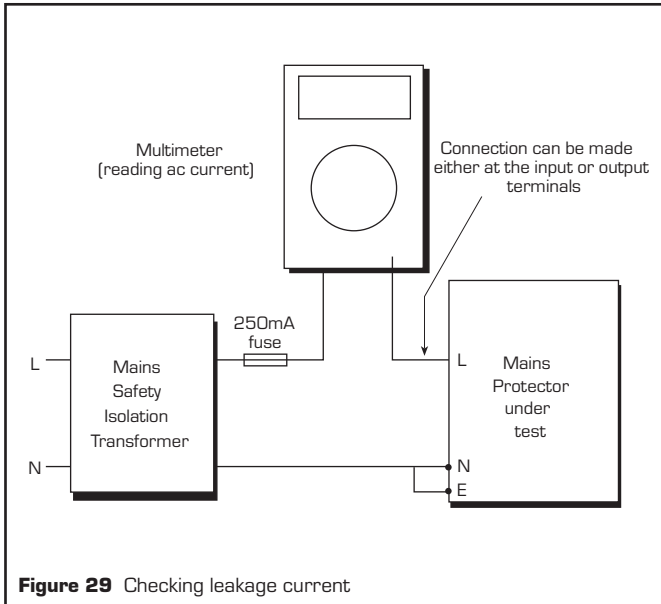 Multimeter
(reading ac current)
Connection can be made
either at the input or output
terminals
250mA
fuse
L
N
Mains
Safety
Isolation
Transformer
L
N
E
Mains
Protector
under
test
Figure 29 Checking leakage current